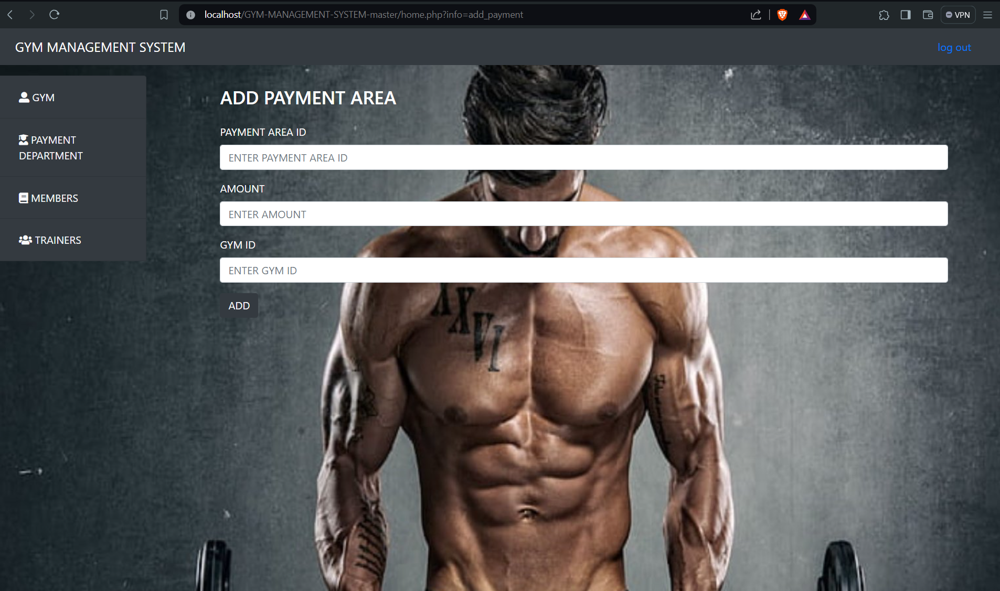 localhost/GYM-MANAGEMENT-SYSTEM-master/home.php?info=add_payment
VPN
GYM MANAGEMENT SYSTEM
log out
GYM
PAYMENT
DEPARTMENT
MEMBERS
TRAINERS
ADD PAYMENT AREA
PAYMENT AREA ID
ENTER PAYMENT AREA ID
AMOUNT
ENTER AMOUNT
GYM ID
ENTER GYM ID
ADD
XXVI